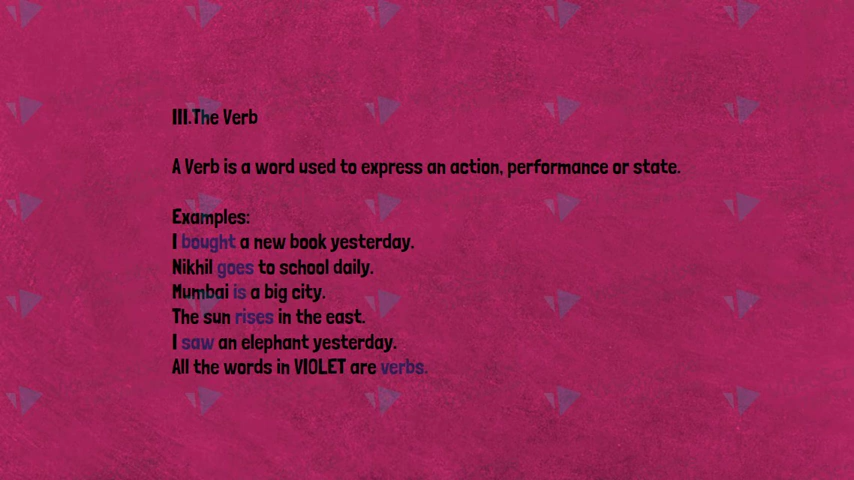 III.The Verb
A Verb is a word used to express an action, performance or state.
Examples:
I bought a new book yesterday.
Nikhil goes to school daily.
Mumbai is a big city.
The sun rises in the east.
I saw an elephant yesterday.
All the words in VIOLET are verbs.